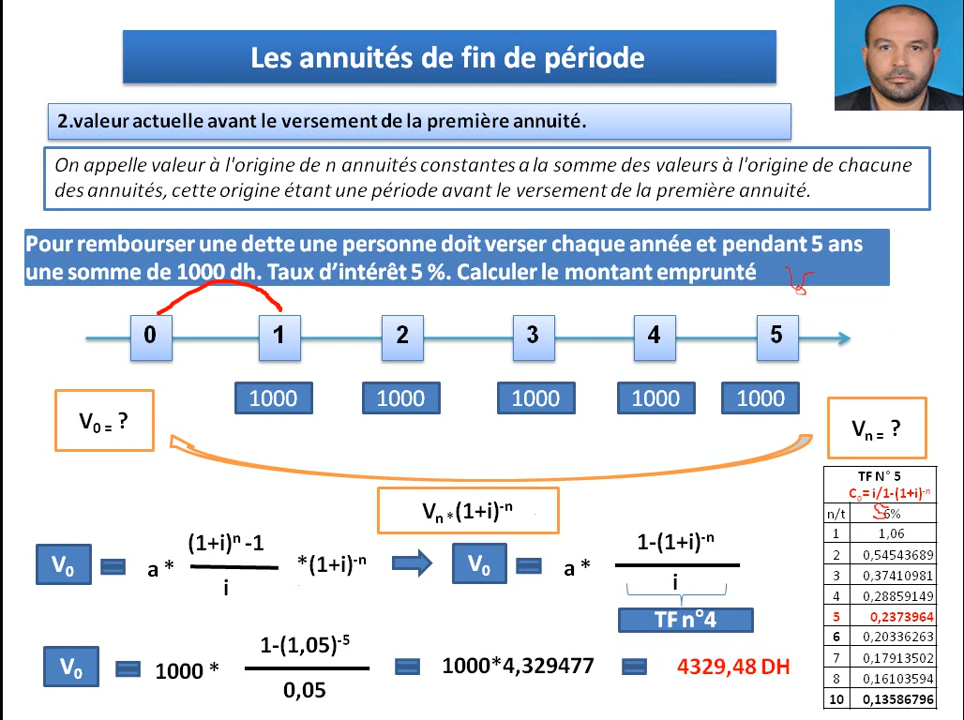 Les annuités de fin de période
2.valeur actuelle avant le versement de la première annuité.
On appelle valeur à l'origine de n annuités constantes a la somme des valeurs à l'origine de chacune
des annuités, cette origine étant une période avant le versement de la première annuité.
Pour rembourser une dette une personne doit verser chaque année et pendant 5 ans
une somme de 1000 dh. Taux d'intérêt 5 %. Calculer le montant emprunté
0 1 2 3 4 5
1000 1000 1000 1000 1000
V₀ = ?
Vₙ = ?
Vₙ * (1+i)⁻ⁿ
V₀ = a * (1+i)ⁿ -1 / i *(1+i)⁻ⁿ
V₀ = a * 1-(1+i)⁻ⁿ / i
TF n°4
V₀ = 1000 * 1-(1,05)⁻⁵ / 0,05 = 1000*4,329477 = 4329,48 DH
TF N° 5
C₀= i/1-(1+i)⁻ⁿ
n/t 6%
1 1,06
2 0,54543689
3 0,37410981
4 0,28859149
5 0,2373964
6 0,20336263
7 0,17913502
8 0,16103594
10 0,13586796